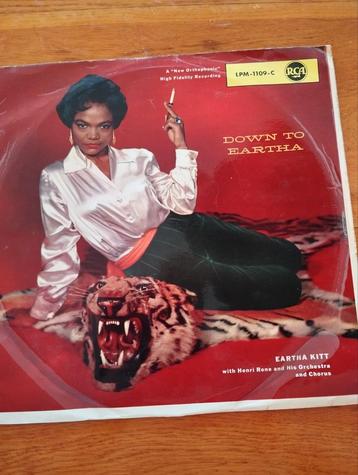 A "New Orthophonic"
High Fidelity Recording
LPM-1109-C
RCA
DOWN TO
EARTHA
EARTHA KITT
with Henri Rene and His Orchestra
and Chorus